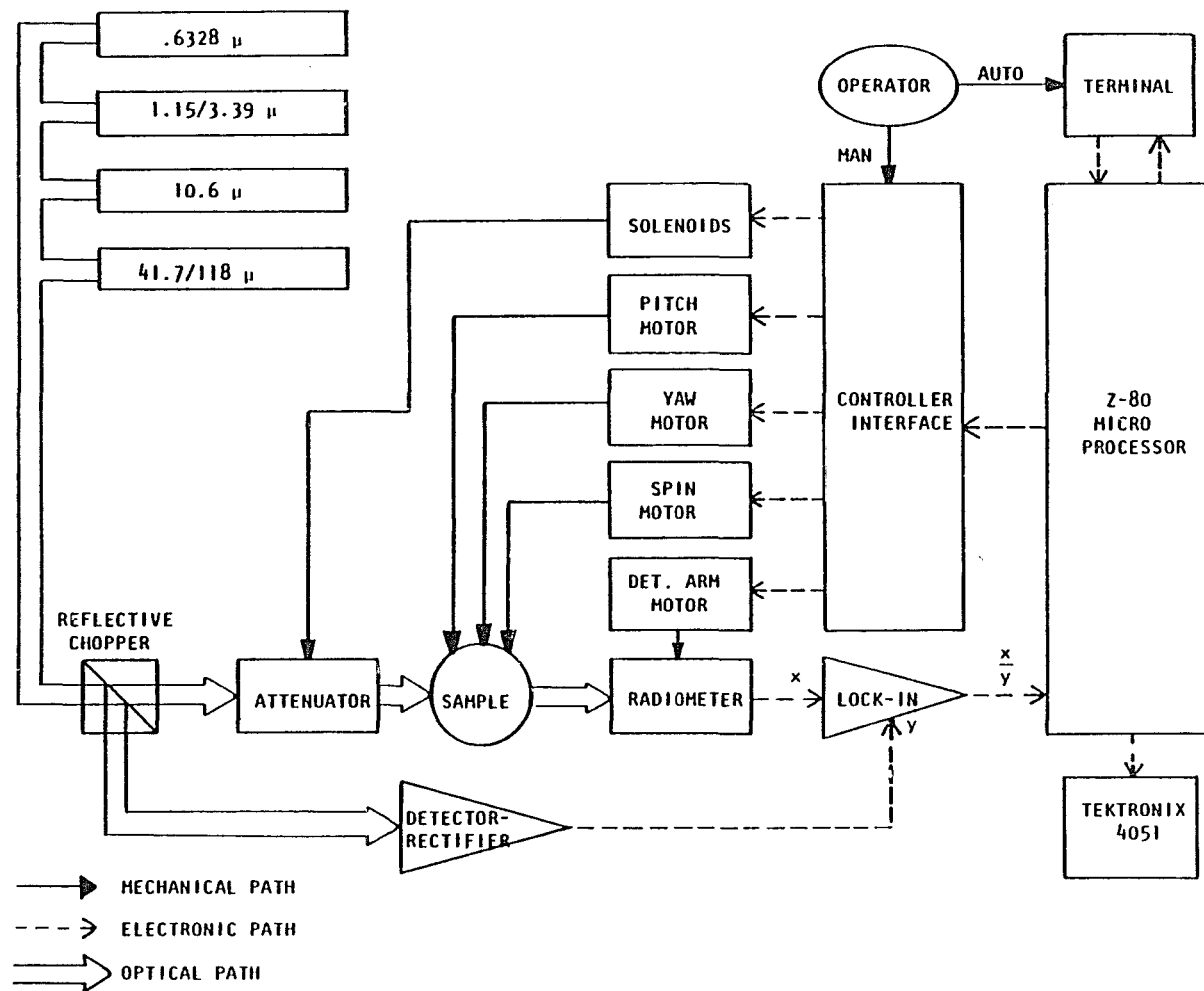 .6328 μ
1.15/3.39 μ
10.6 μ
41.7/118 μ
OPERATOR
AUTO
TERMINAL
MAN
SOLENOIDS
PITCH
MOTOR
YAW
MOTOR
SPIN
MOTOR
DET. ARM
MOTOR
CONTROLLER
INTERFACE
Z-80
MICRO
PROCESSOR
REFLECTIVE
CHOPPER
ATTENUATOR
SAMPLE
RADIOMETER
x
LOCK-IN
y
x
y
DETECTOR-
RECTIFIER
TEKTRONIX
4051
MECHANICAL PATH
ELECTRONIC PATH
OPTICAL PATH